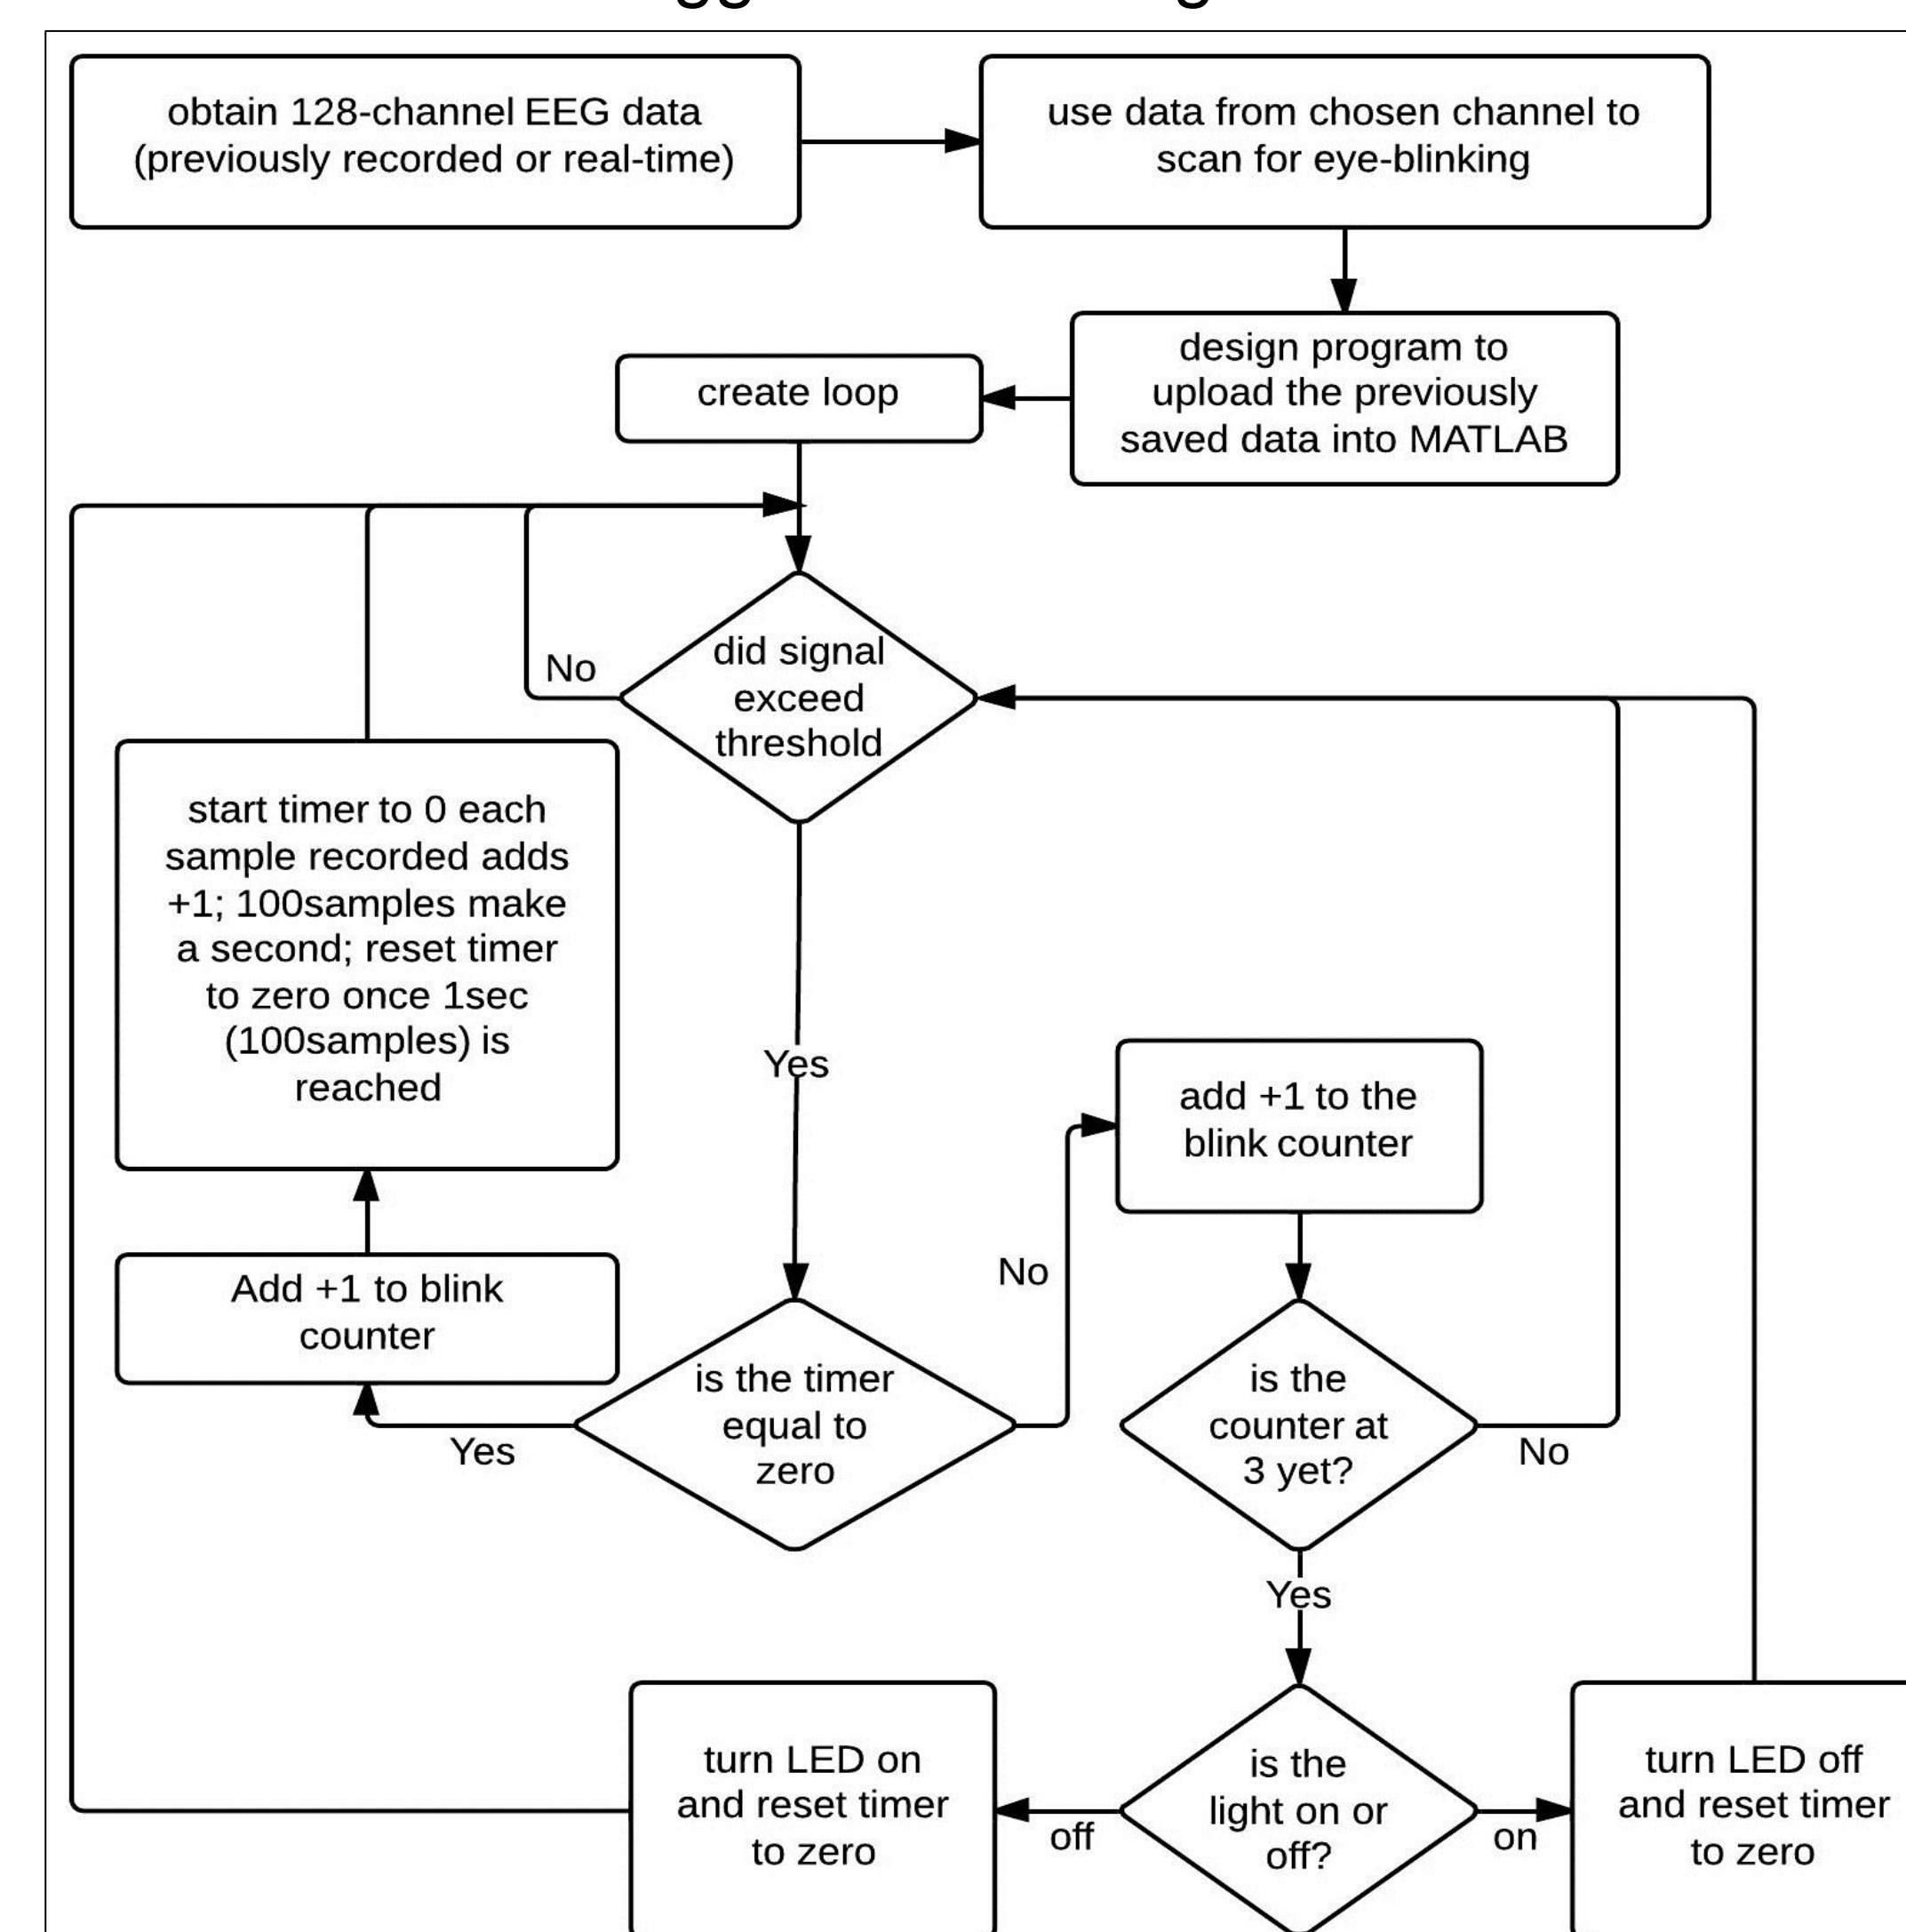 obtain 128-channel EEG data
(previously recorded or real-time)
use data from chosen channel to
scan for eye-blinking
design program to
upload the previously
saved data into MATLAB
create loop
did signal
exceed
threshold
No
start timer to 0 each
sample recorded adds
+1; 100samples make
a second; reset timer
to zero once 1sec
(100samples) is
reached
Yes
add +1 to the
blink counter
No
Add +1 to blink
counter
is the timer
equal to
zero
Yes
is the
counter at
3 yet?
No
Yes
turn LED on
and reset timer
to zero
off
is the
light on or
off?
on
turn LED off
and reset timer
to zero